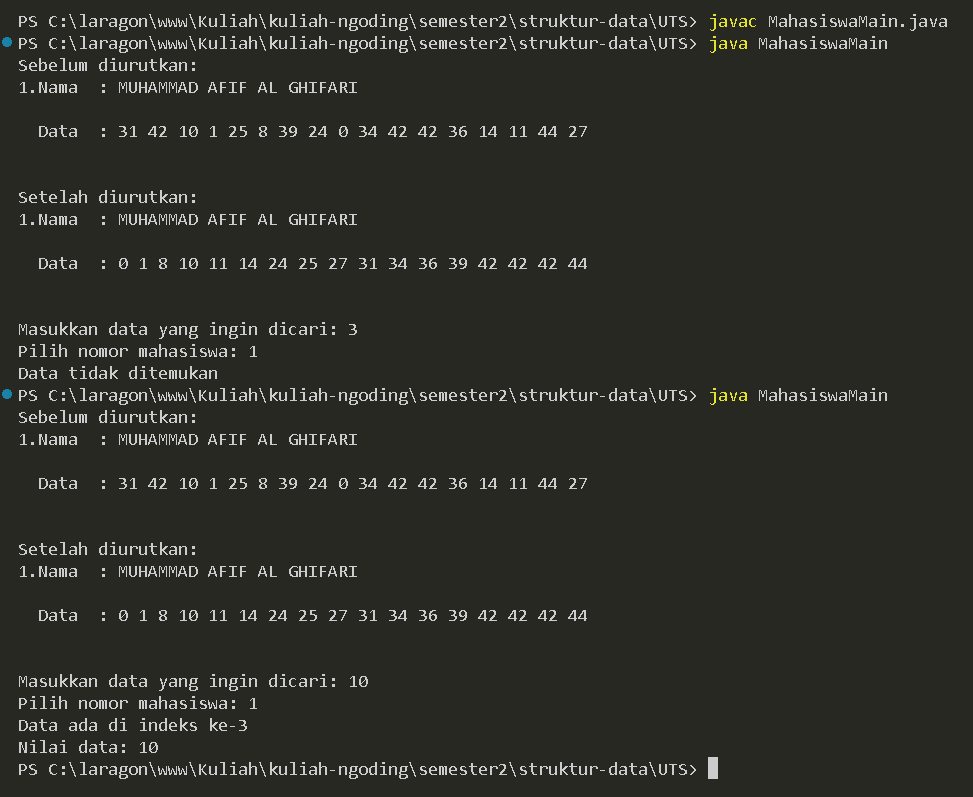 PS C:\laragon\www\Kuliah\kuliah-ngoding\semester2\struktur-data\UTS> javac MahasiswaMain.java
PS C:\laragon\www\Kuliah\kuliah-ngoding\semester2\struktur-data\UTS> java MahasiswaMain
Sebelum diurutkan:
1.Nama  : MUHAMMAD AFIF AL GHIFARI
  Data  : 31 42 10 1 25 8 39 24 0 34 42 42 36 14 11 44 27
Setelah diurutkan:
1.Nama  : MUHAMMAD AFIF AL GHIFARI
  Data  : 0 1 8 10 11 14 24 25 27 31 34 36 39 42 42 42 44
Masukkan data yang ingin dicari: 3
Pilih nomor mahasiswa: 1
Data tidak ditemukan
PS C:\laragon\www\Kuliah\kuliah-ngoding\semester2\struktur-data\UTS> java MahasiswaMain
Sebelum diurutkan:
1.Nama  : MUHAMMAD AFIF AL GHIFARI
  Data  : 31 42 10 1 25 8 39 24 0 34 42 42 36 14 11 44 27
Setelah diurutkan:
1.Nama  : MUHAMMAD AFIF AL GHIFARI
  Data  : 0 1 8 10 11 14 24 25 27 31 34 36 39 42 42 42 44
Masukkan data yang ingin dicari: 10
Pilih nomor mahasiswa: 1
Data ada di indeks ke-3
Nilai data: 10
PS C:\laragon\www\Kuliah\kuliah-ngoding\semester2\struktur-data\UTS>